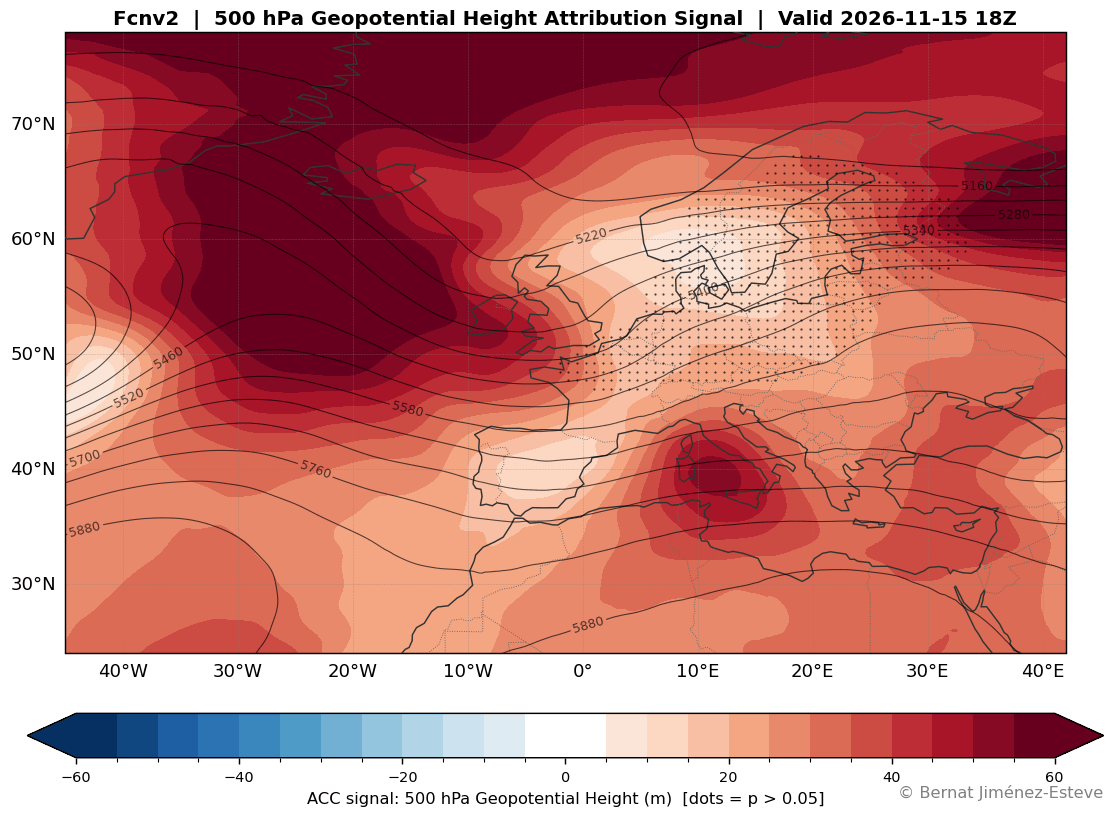 Fcnv2 | 500 hPa Geopotential Height Attribution Signal | Valid 2026-11-15 18Z
70°N
60°N
50°N
40°N
30°N
5160
5280
5220
5340
5400
5460
5520
5580
5700
5760
5880
5880
40°W 30°W 20°W 10°W 0° 10°E 20°E 30°E 40°E
−60 −40 −20 0 20 40 60
ACC signal: 500 hPa Geopotential Height (m) [dots = p > 0.05]
© Bernat Jiménez-Esteve